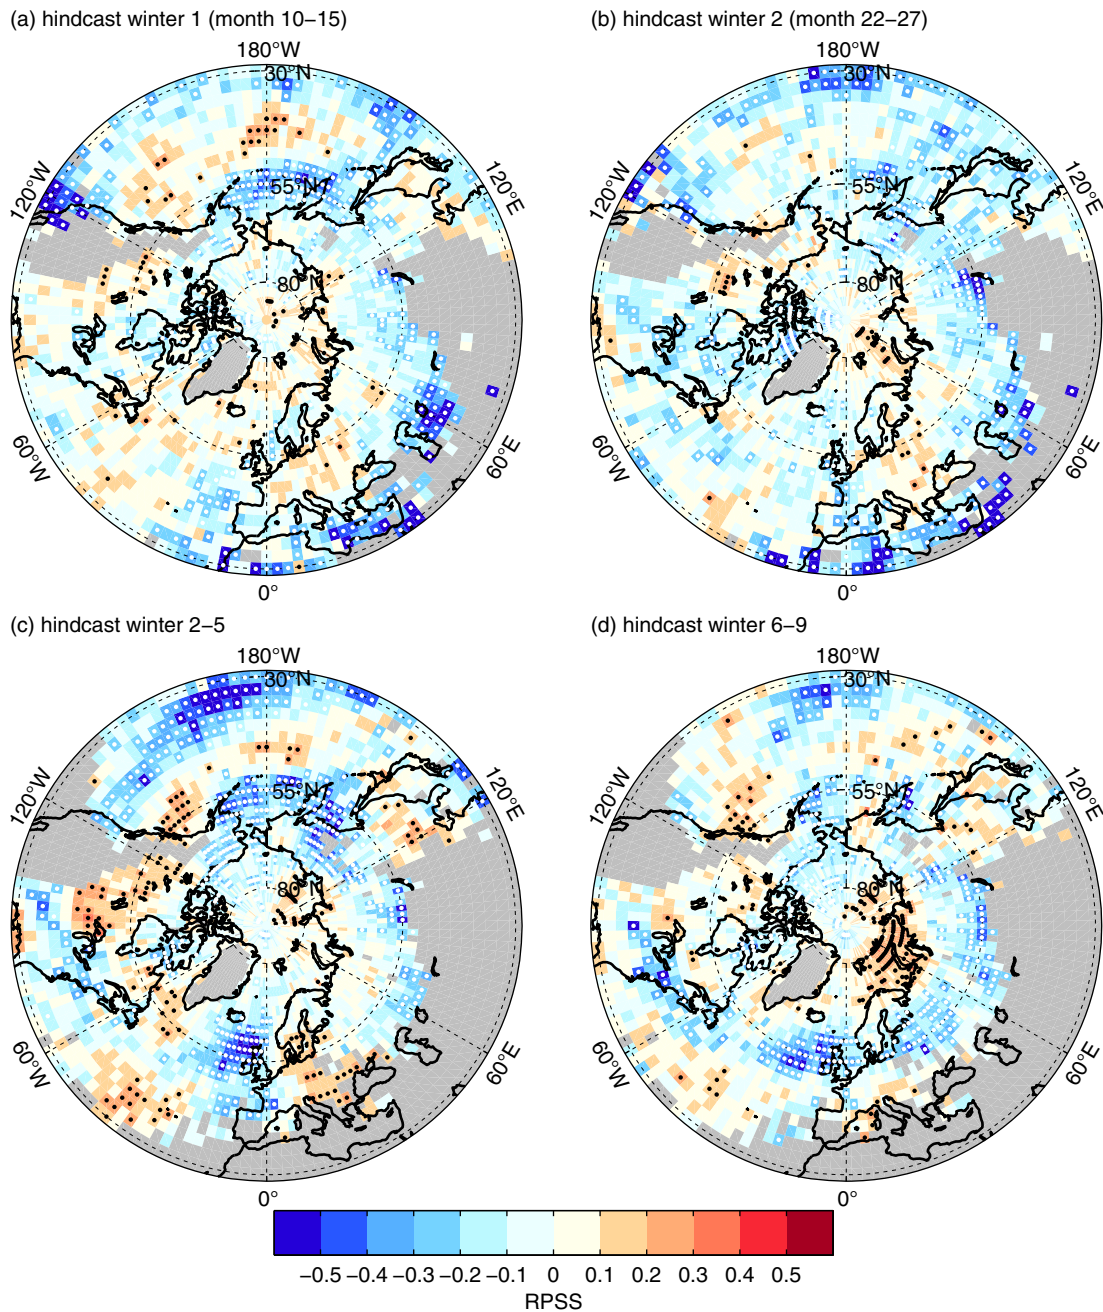 (a) hindcast winter 1 (month 10−15)
(b) hindcast winter 2 (month 22−27)
180°W
180°W
30°N
30°N
120°W
55°N
120°E
120°W
55°N
120°E
80°N
80°N
60°W
60°E
60°W
60°E
0°
0°
(c) hindcast winter 2−5
(d) hindcast winter 6−9
180°W
180°W
30°N
30°N
120°W
55°N
120°E
120°W
55°N
120°E
80°N
80°N
60°W
60°E
60°W
60°E
0°
0°
−0.5 −0.4 −0.3 −0.2 −0.1 0 0.1 0.2 0.3 0.4 0.5
RPSS